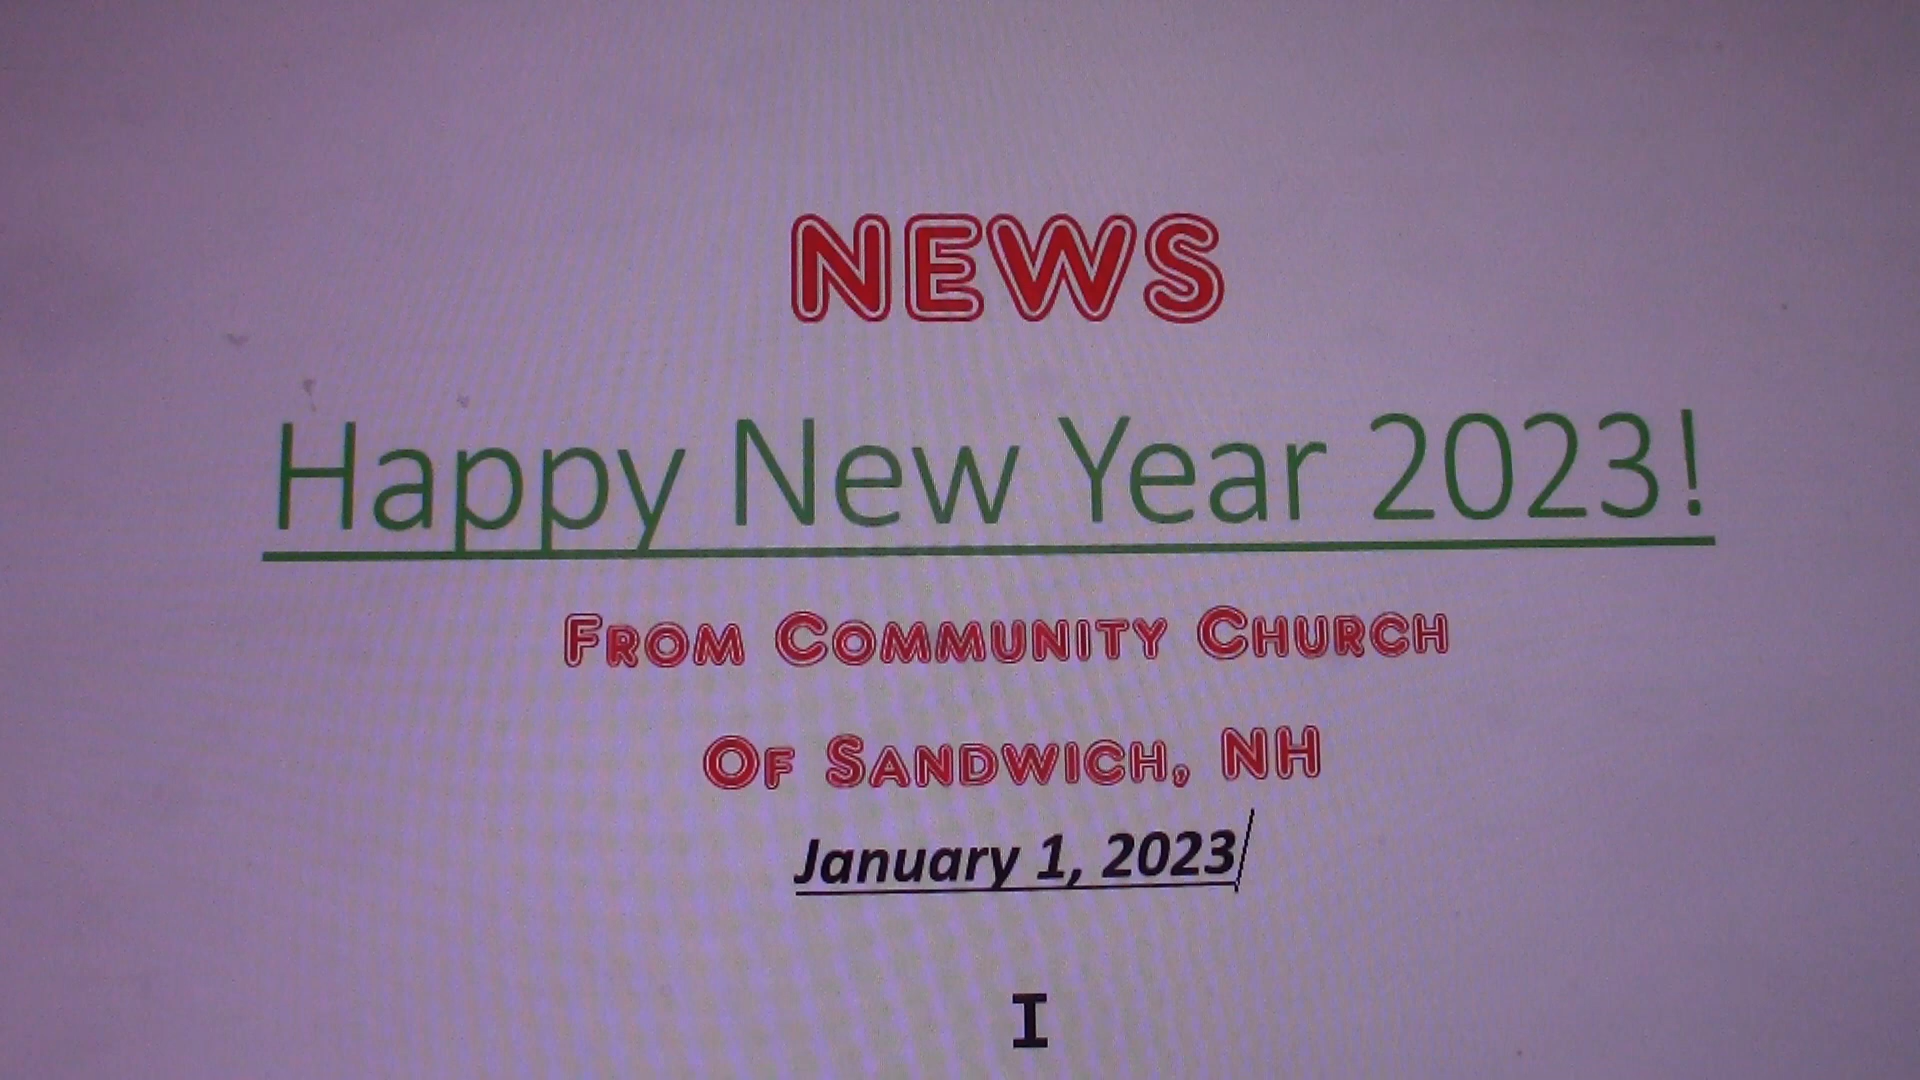 NEWS
Happy New Year 2023!
From Community Church
Of Sandwich, NH
January 1, 2023